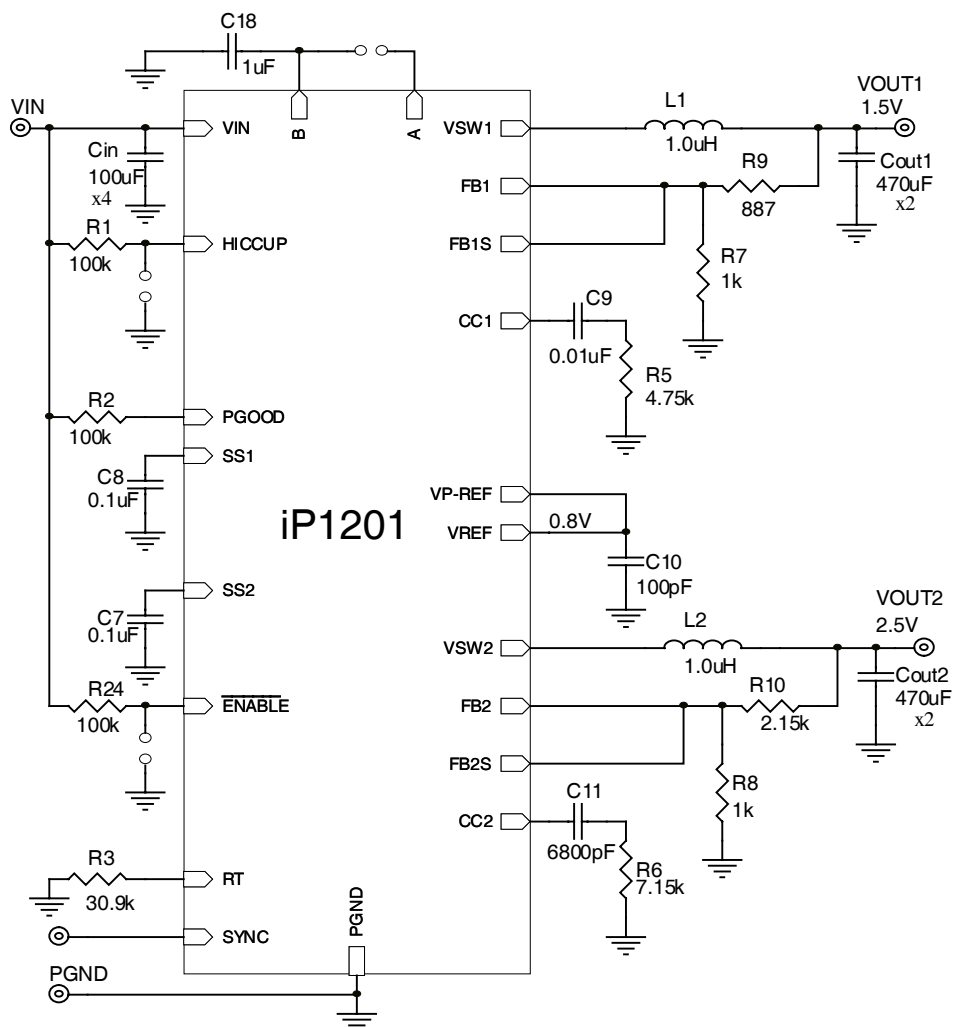 C18
1uF
B
A
VIN
VIN
Cin
100uF
x4
R1
100k
HICCUP
R2
100k
PGOOD
SS1
C8
0.1uF
iP1201
SS2
C7
0.1uF
R24
100k
ENABLE
R3
30.9k
RT
SYNC
PGND
PGND
VSW1
L1
1.0uH
VOUT1
1.5V
FB1
R9
887
Cout1
470uF
x2
FB1S
R7
1k
CC1
C9
0.01uF
R5
4.75k
VP-REF
VREF
0.8V
C10
100pF
VSW2
L2
1.0uH
VOUT2
2.5V
FB2
R10
2.15k
Cout2
470uF
x2
FB2S
R8
1k
CC2
C11
6800pF
R6
7.15k